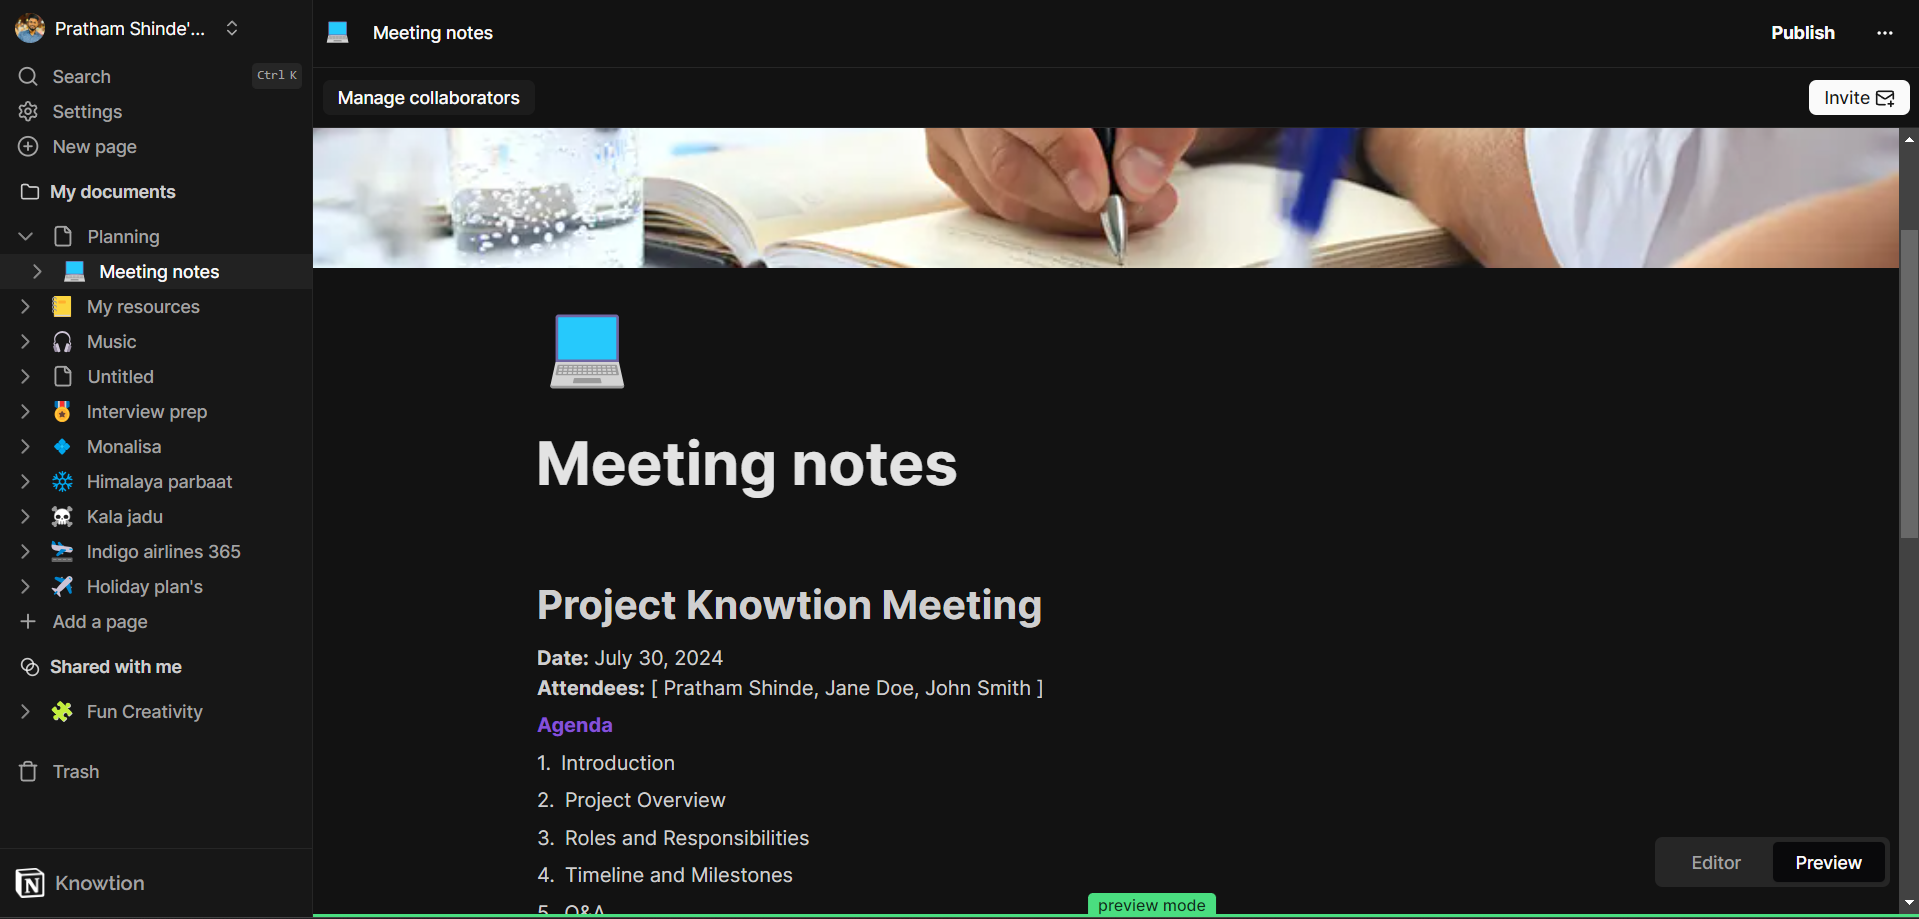 Pratham Shinde'...
Search Ctrl K
Settings
New page
My documents
Planning
Meeting notes
My resources
Music
Untitled
Interview prep
Monalisa
Himalaya parbaat
Kala jadu
Indigo airlines 365
Holiday plan's
Add a page
Shared with me
Fun Creativity
Trash
Knowtion
Meeting notes
Publish
Manage collaborators
Invite
Meeting notes
Project Knowtion Meeting
Date: July 30, 2024
Attendees: [ Pratham Shinde, Jane Doe, John Smith ]
Agenda
1. Introduction
2. Project Overview
3. Roles and Responsibilities
4. Timeline and Milestones
5. Q&A
Editor Preview
preview mode